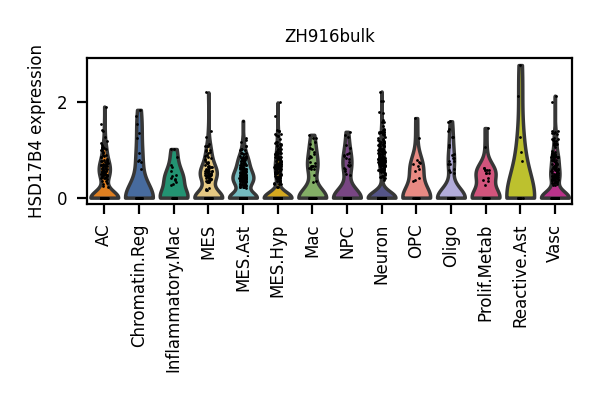 ZH916bulk
HSD17B4 expression
2
0
AC
Chromatin.Reg
Inflammatory.Mac
MES
MES.Ast
MES.Hyp
Mac
NPC
Neuron
OPC
Oligo
Prolif.Metab
Reactive.Ast
Vasc